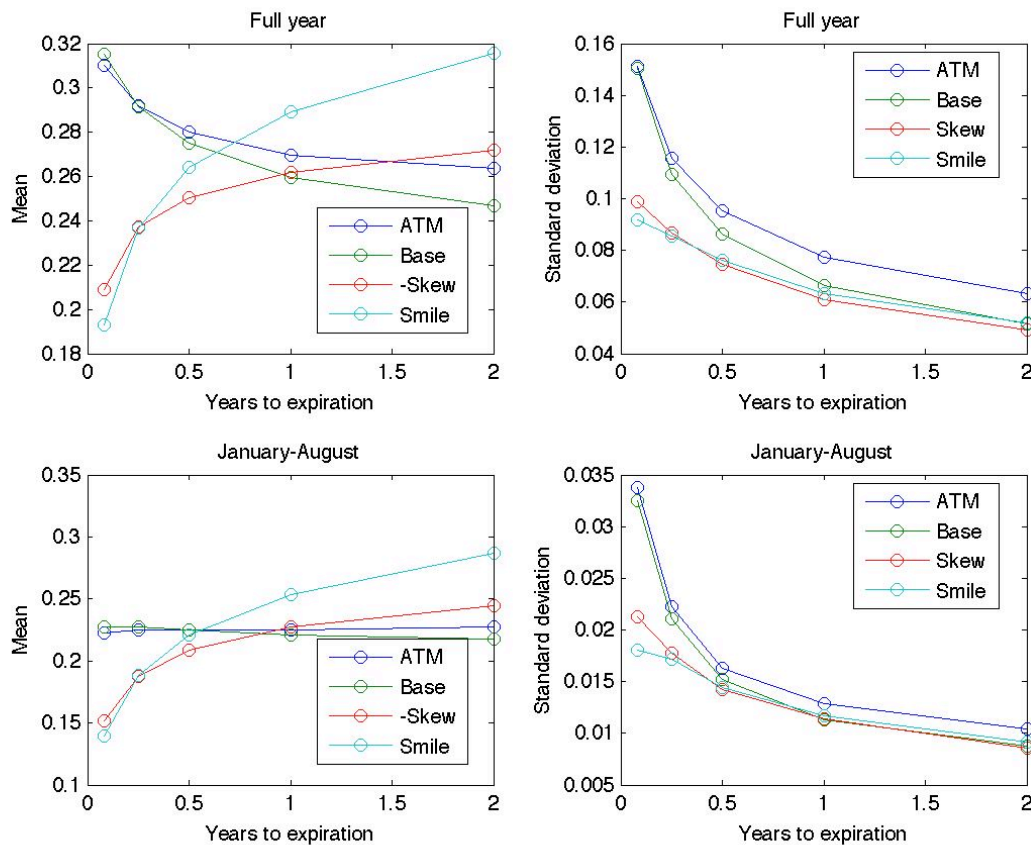 Full year
0.32
0.3
0.28
0.26
0.24
0.22
0.2
0.18
Mean
ATM
Base
-Skew
Smile
0 0.5 1 1.5 2
Years to expiration
Full year
0.16
0.14
0.12
0.1
0.08
0.06
0.04
Standard deviation
ATM
Base
Skew
Smile
0 0.5 1 1.5 2
Years to expiration
January-August
0.35
0.3
0.25
0.2
0.15
0.1
Mean
ATM
Base
-Skew
Smile
0 0.5 1 1.5 2
Years to expiration
January-August
0.035
0.03
0.025
0.02
0.015
0.01
0.005
Standard deviation
ATM
Base
Skew
Smile
0 0.5 1 1.5 2
Years to expiration